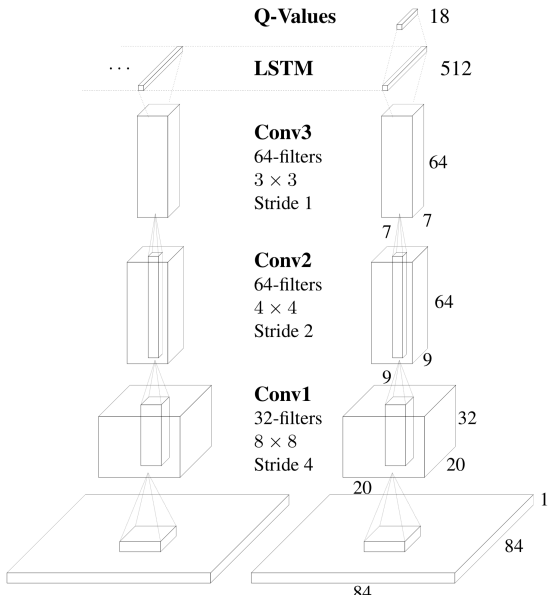 Q-Values
18
. . .
LSTM
512
Conv3
64-filters
3 × 3
Stride 1
64
7
7
Conv2
64-filters
4 × 4
Stride 2
64
9
9
Conv1
32-filters
8 × 8
Stride 4
32
20
20
1
84
84